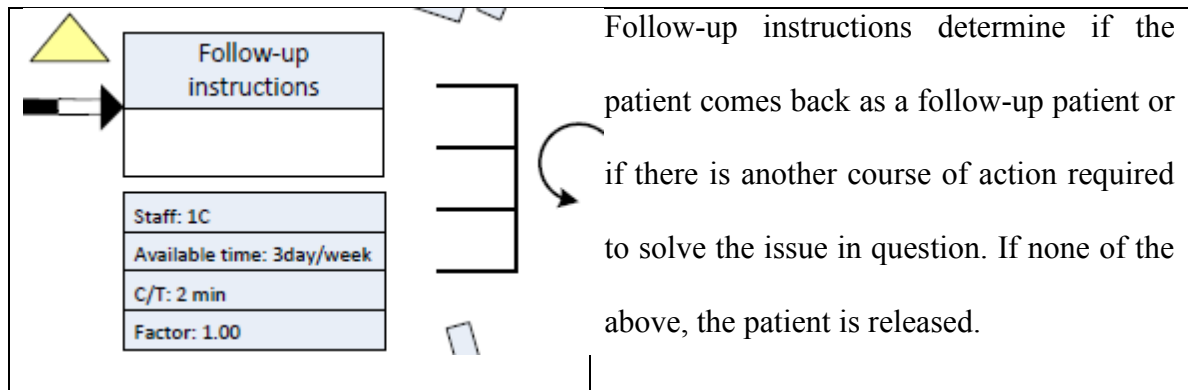 Follow-up
instructions
Staff: 1C
Available time: 3day/week
C/T: 2 min
Factor: 1.00
Follow-up instructions determine if the
patient comes back as a follow-up patient or
if there is another course of action required
to solve the issue in question. If none of the
above, the patient is released.